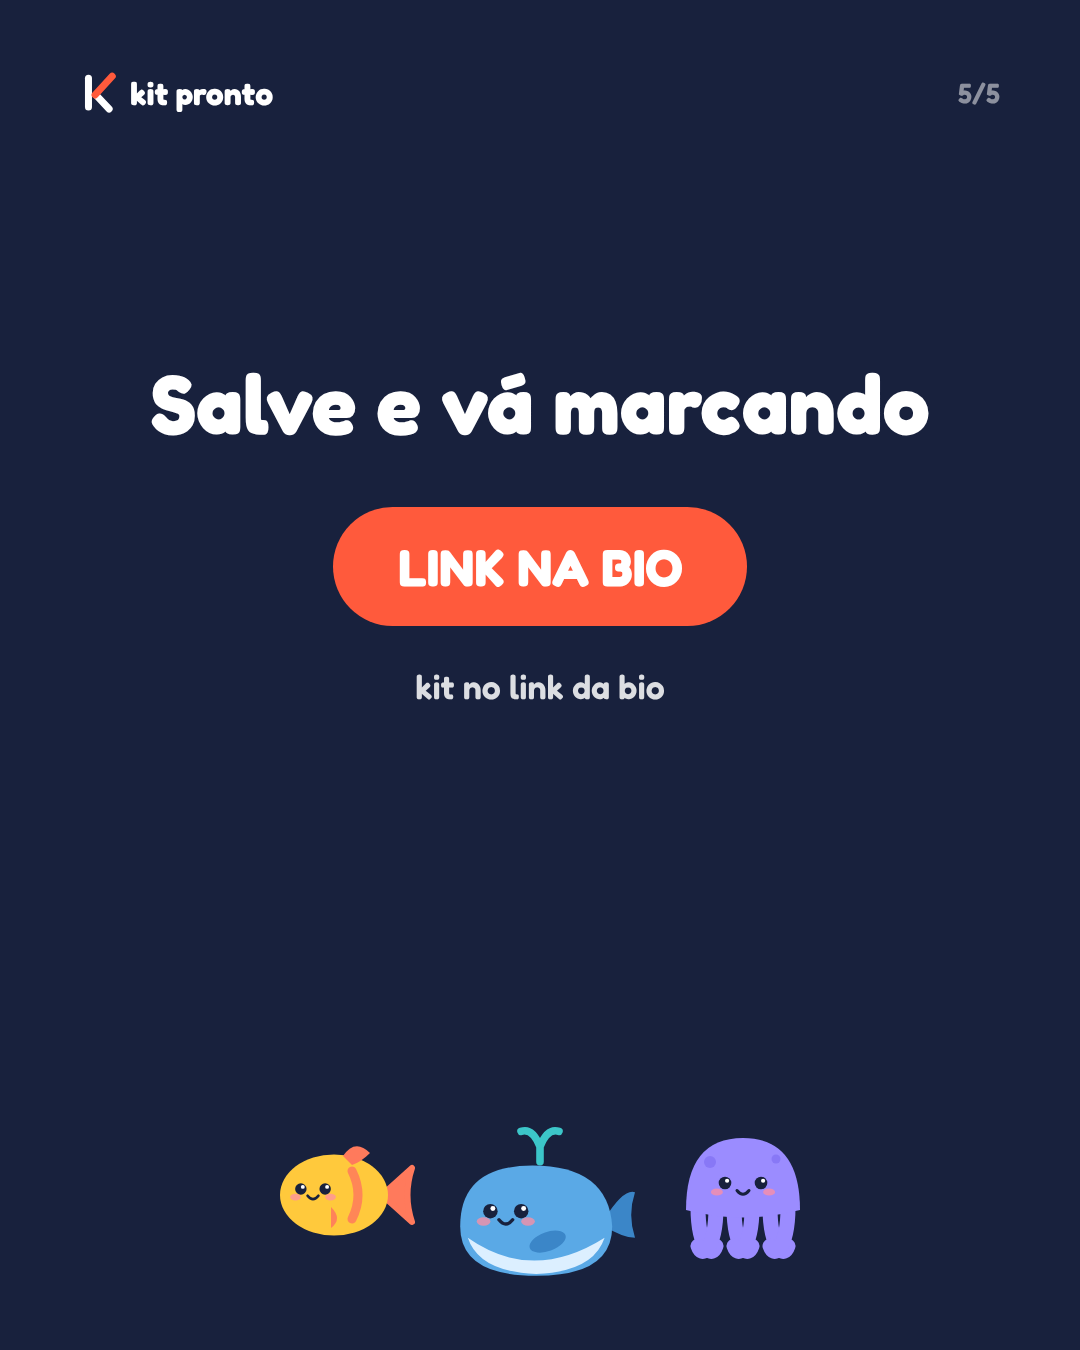 kit pronto
5/5
Salve e vá marcando
LINK NA BIO
kit no link da bio